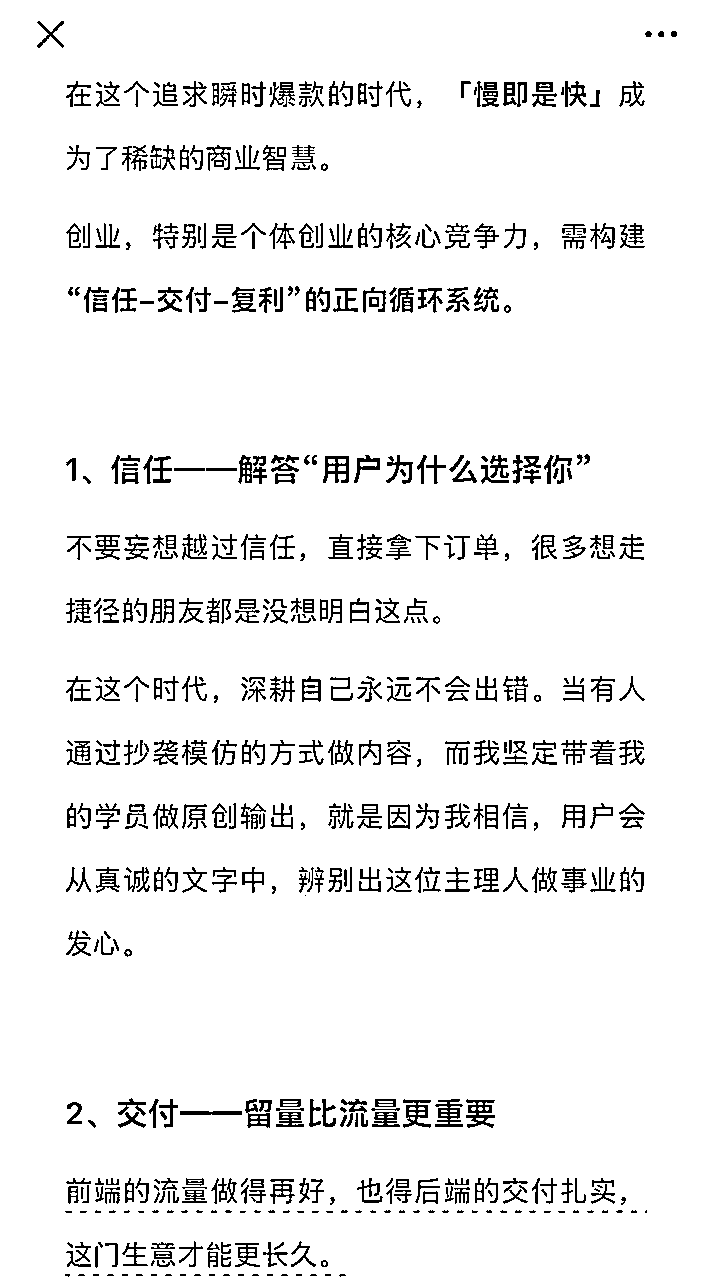 在这个追求瞬时爆款的时代，「慢即是快」成
为了稀缺的商业智慧。
创业，特别是个体创业的核心竞争力，需构建
“信任–交付–复利”的正向循环系统。
1、信任——解答“用户为什么选择你”
不要妄想越过信任，直接拿下订单，很多想走
捷径的朋友都是没想明白这点。
在这个时代，深耕自己永远不会出错。当有人
通过抄袭模仿的方式做内容，而我坚定带着我
的学员做原创输出，就是因为我相信，用户会
从真诚的文字中，辨别出这位主理人做事业的
发心。
2、交付——留量比流量更重要
前端的流量做得再好，也得后端的交付扎实，
这门生意才能更长久。